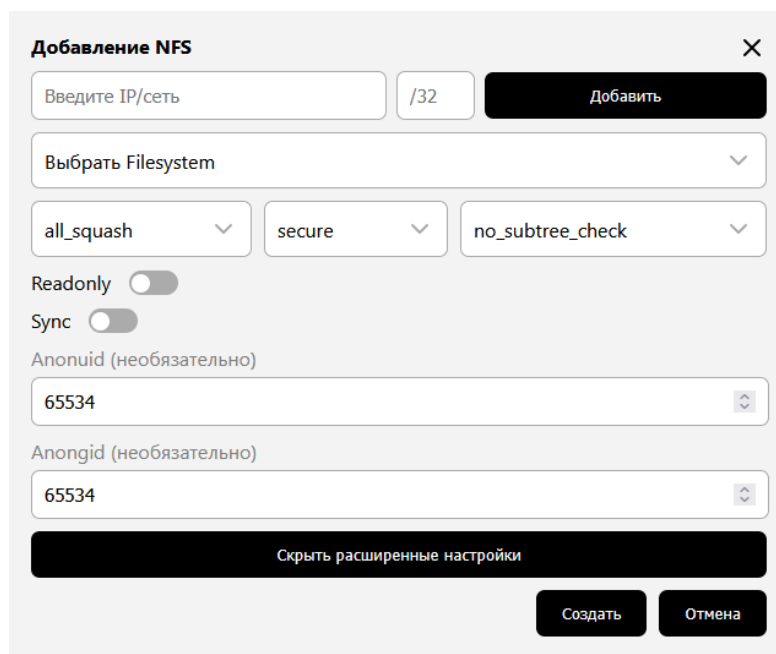 Добавление NFS
Введите IP/сеть /32 Добавить
Выбрать Filesystem
all_squash secure no_subtree_check
Readonly
Sync
Anonuid (необязательно)
65534
Anongid (необязательно)
65534
Скрыть расширенные настройки
Создать Отмена